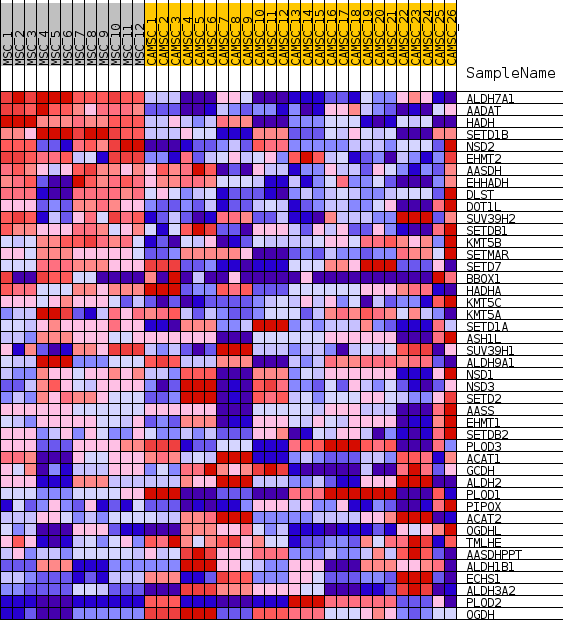 MSC_1
MSC_2
MSC_3
MSC_4
MSC_5
MSC_6
MSC_7
MSC_8
MSC_9
MSC_10
MSC_11
MSC_12
CAMSC_1
CAMSC_2
CAMSC_3
CAMSC_4
CAMSC_5
CAMSC_6
CAMSC_7
CAMSC_8
CAMSC_9
CAMSC_10
CAMSC_11
CAMSC_12
CAMSC_13
CAMSC_14
CAMSC_15
CAMSC_16
CAMSC_17
CAMSC_18
CAMSC_19
CAMSC_20
CAMSC_21
CAMSC_22
CAMSC_23
CAMSC_24
CAMSC_25
CAMSC_26
SampleName
ALDH7A1
AADAT
HADH
SETD1B
NSD2
EHMT2
AASDH
EHHADH
DLST
DOT1L
SUV39H2
SETDB1
KMT5B
SETMAR
SETD7
BBOX1
HADHA
KMT5C
KMT5A
SETD1A
ASH1L
SUV39H1
ALDH9A1
NSD1
NSD3
SETD2
AASS
EHMT1
SETDB2
PLOD3
ACAT1
GCDH
ALDH2
PLOD1
PIPOX
ACAT2
OGDHL
TMLHE
AASDHPPT
ALDH1B1
ECHS1
ALDH3A2
PLOD2
OGDH